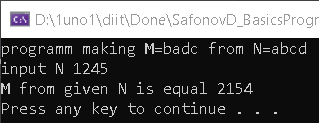 D:\1uno1\diit\Done\SafonovD_BasicsProgr
programm making M=badc from N=abcd
input N 1245
M from given N is equal 2154
Press any key to continue . . .